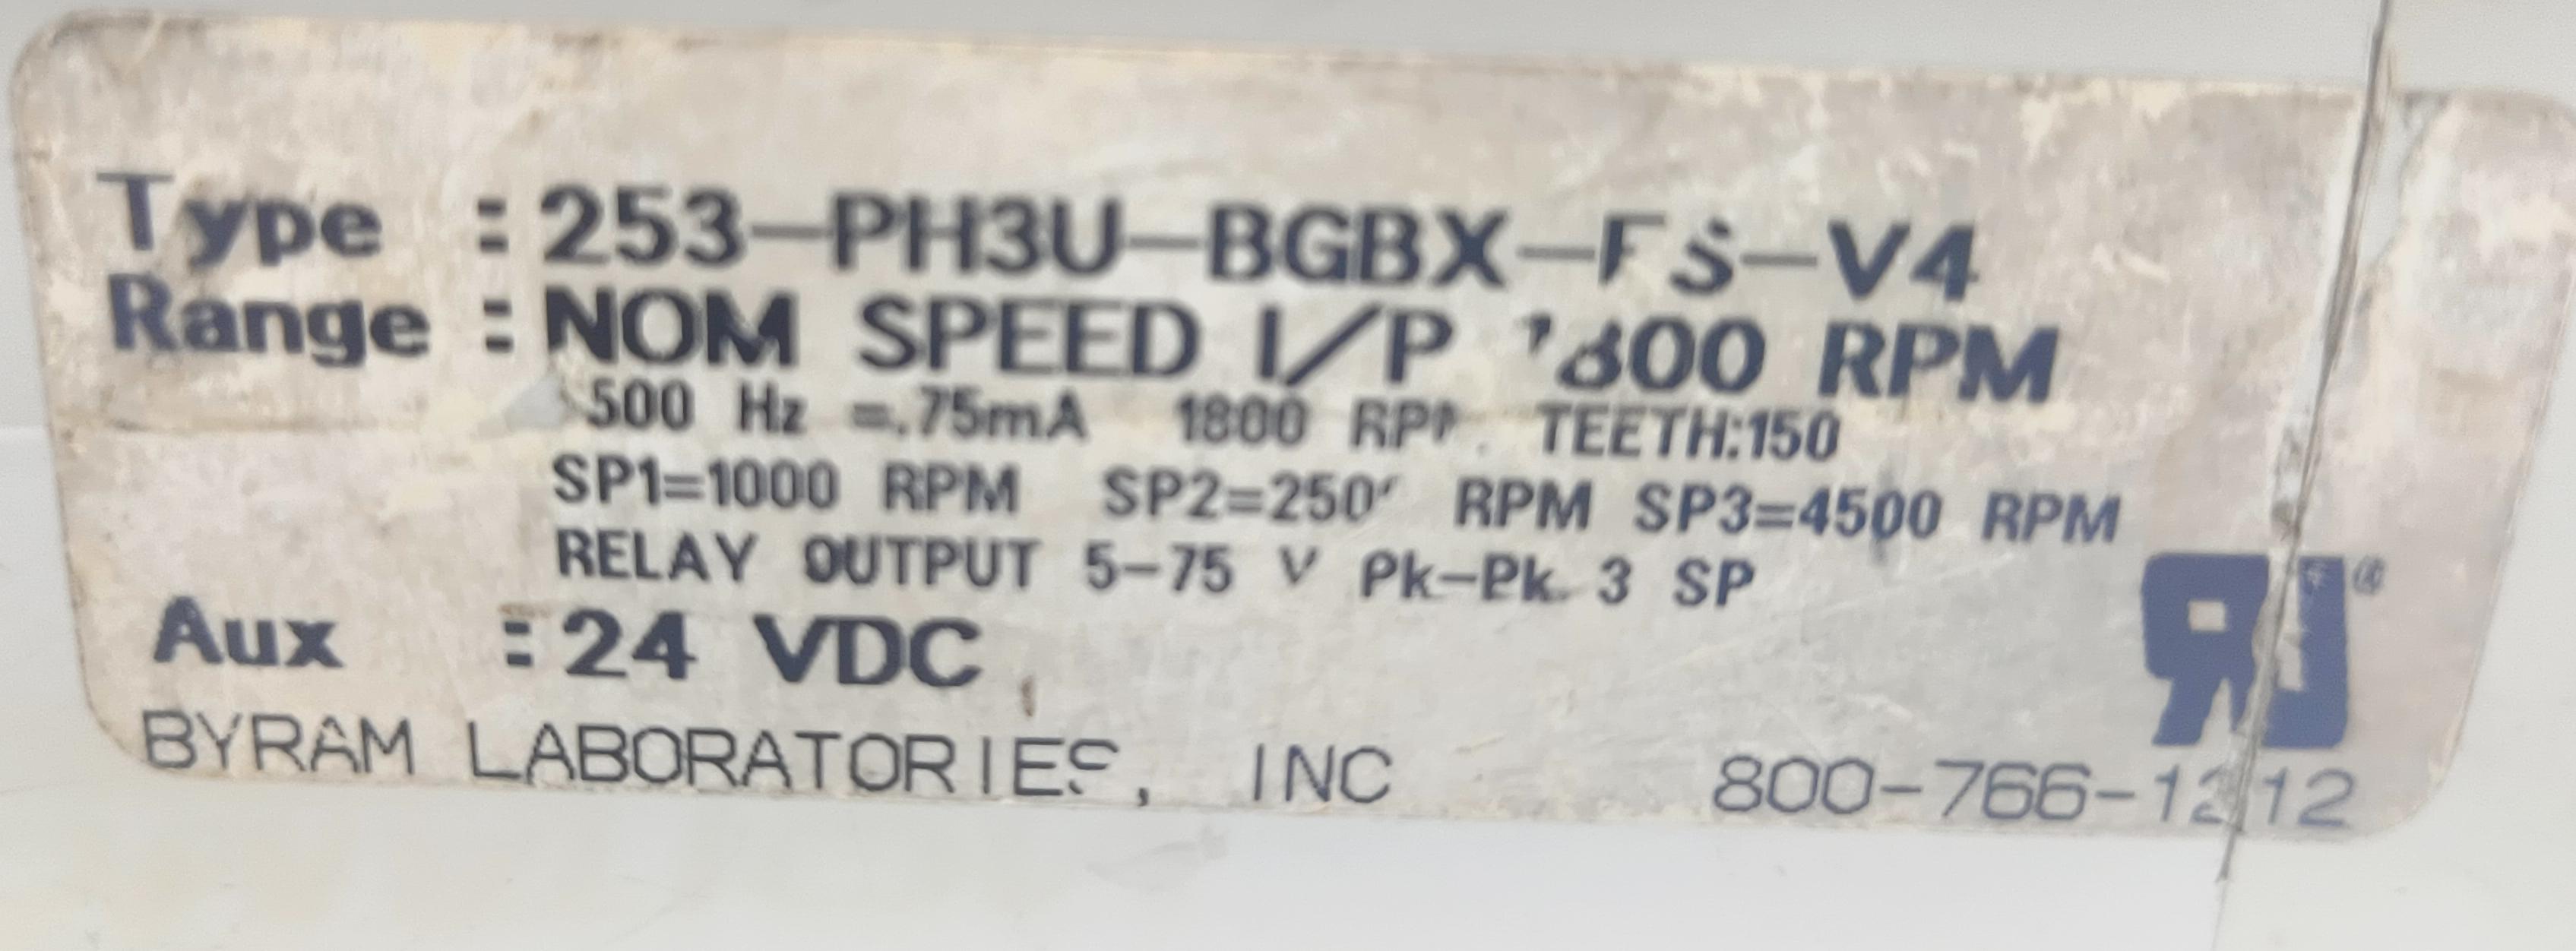 Type : 253-PH3U-BGBX-FS-V4
Range : NOM SPEED I/P 1800 RPM
500 Hz =.75mA 1800 RPM. TEETH:150
SP1=1000 RPM SP2=2500 RPM SP3=4500 RPM
RELAY OUTPUT 5-75 V Pk-Pk. 3 SP
Aux : 24 VDC
BYRAM LABORATORIES, INC 800-766-1212